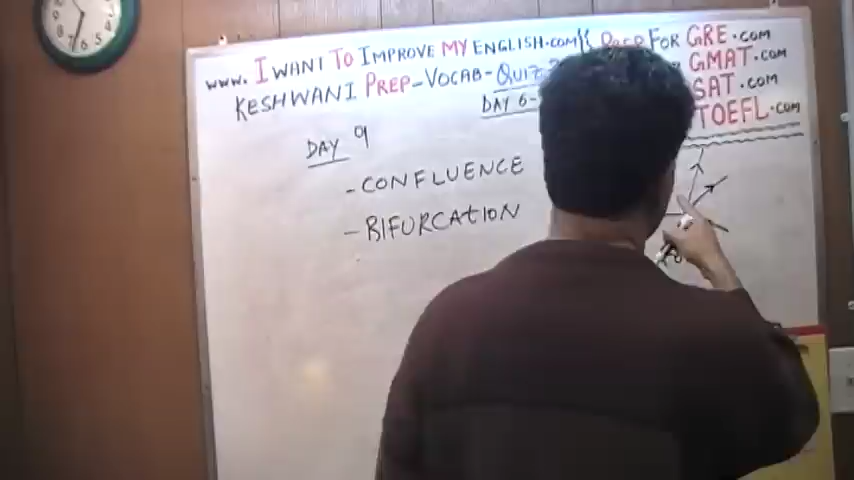 www. I WANT TO IMPROVE MY ENGLISH.com {{ PREP FOR GRE.com
KESHWANI PREP-VOCAB-QUIZ GMAT.com
DAY 6- SAT.com
TOEFL.com
DAY 9
- CONFLUENCE
- BIFURCATION